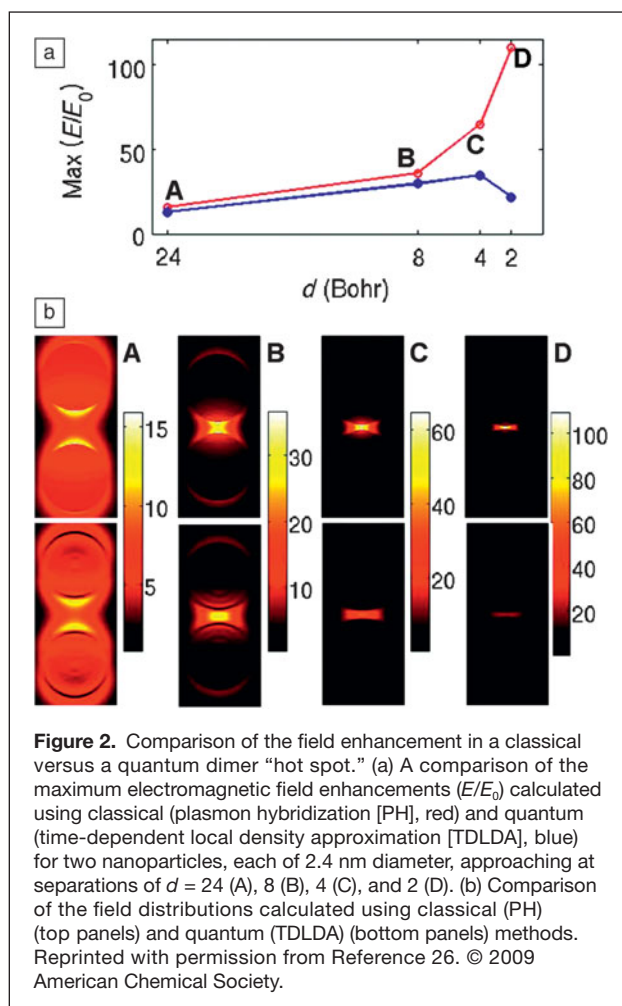 a
100
50
0
Max (E/E0)
A
B
C
D
24
8
4
2
d (Bohr)
b
A
B
C
D
15
10
5
30
20
10
60
40
20
100
80
60
40
20
Figure 2. Comparison of the field enhancement in a classical
versus a quantum dimer “hot spot.” (a) A comparison of the
maximum electromagnetic field enhancements (E/E0) calculated
using classical (plasmon hybridization [PH], red) and quantum
(time-dependent local density approximation [TDLDA], blue)
for two nanoparticles, each of 2.4 nm diameter, approaching at
separations of d = 24 (A), 8 (B), 4 (C), and 2 (D). (b) Comparison
of the field distributions calculated using classical (PH)
(top panels) and quantum (TDLDA) (bottom panels) methods.
Reprinted with permission from Reference 26. © 2009
American Chemical Society.